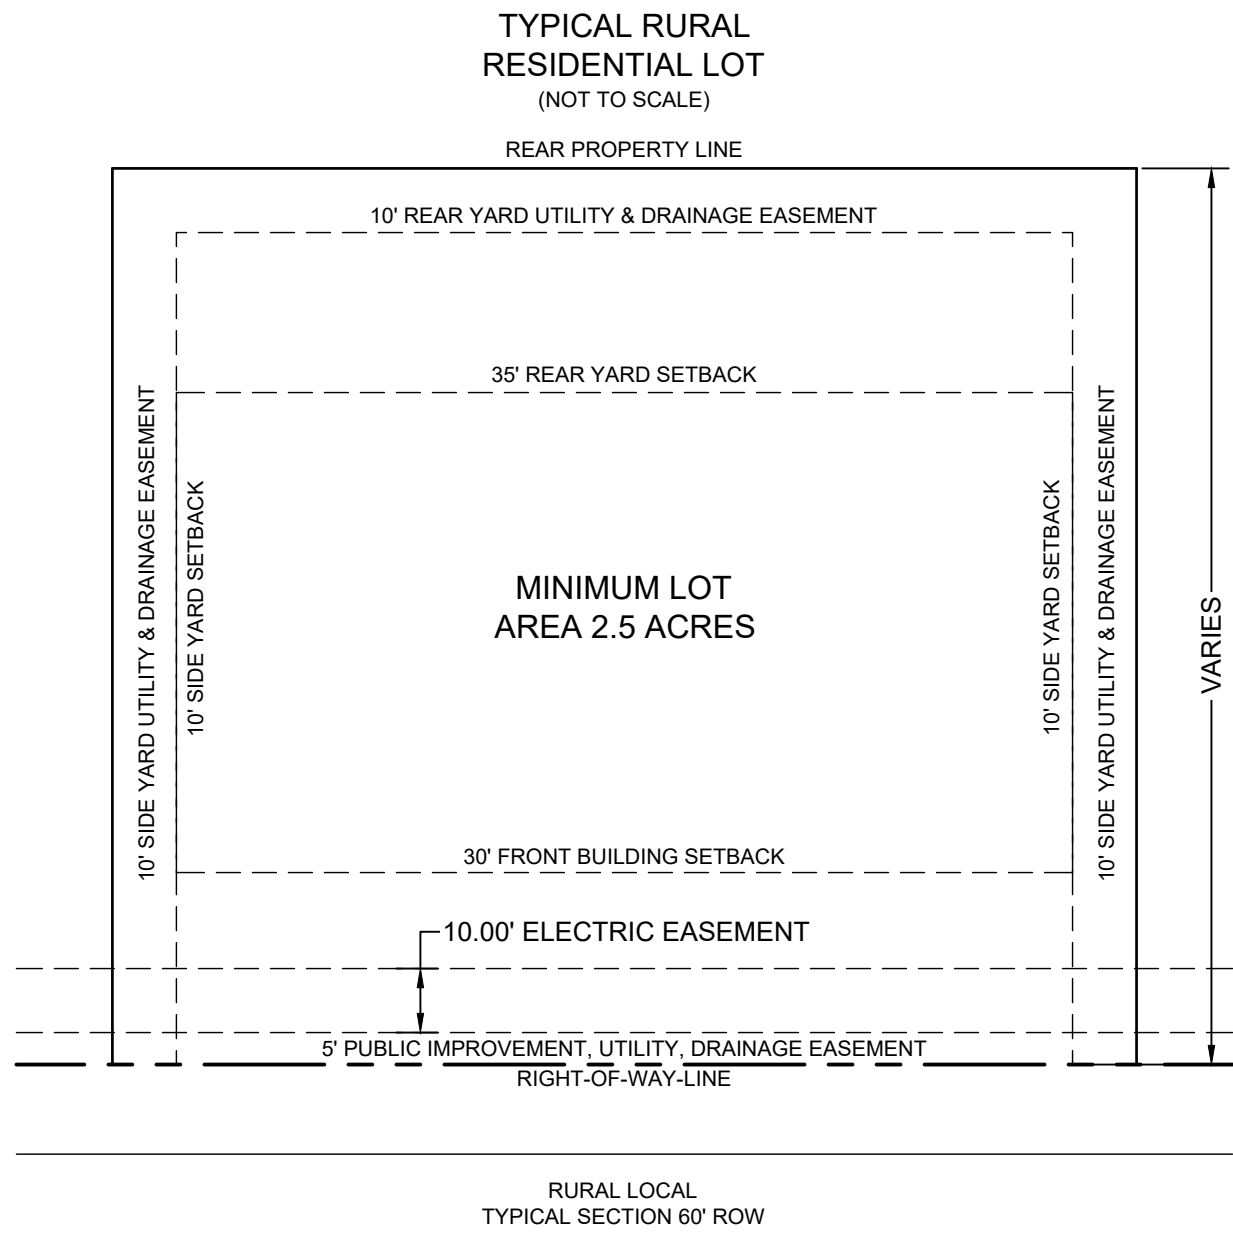 TYPICAL RURAL
RESIDENTIAL LOT
(NOT TO SCALE)
REAR PROPERTY LINE
10' REAR YARD UTILITY & DRAINAGE EASEMENT
35' REAR YARD SETBACK
10' SIDE YARD UTILITY & DRAINAGE EASEMENT
10' SIDE YARD SETBACK
MINIMUM LOT
AREA 2.5 ACRES
10' SIDE YARD SETBACK
10' SIDE YARD UTILITY & DRAINAGE EASEMENT
VARIES
30' FRONT BUILDING SETBACK
10.00' ELECTRIC EASEMENT
5' PUBLIC IMPROVEMENT, UTILITY, DRAINAGE EASEMENT
RIGHT-OF-WAY-LINE
RURAL LOCAL
TYPICAL SECTION 60' ROW